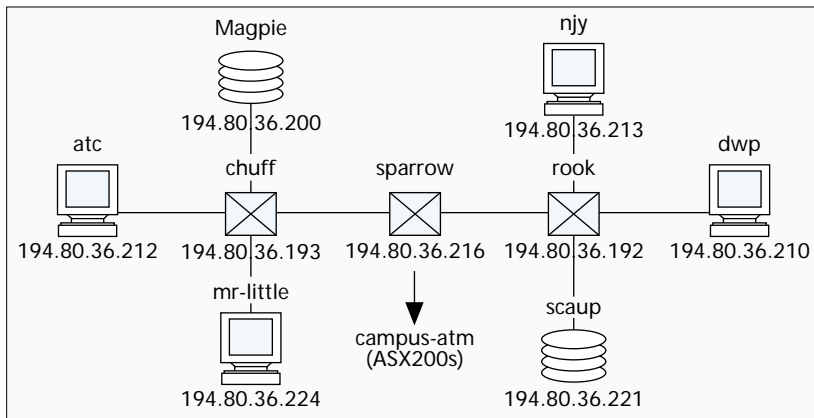 Magpie
194.80.36.200
njy
194.80.36.213
atc
194.80.36.212
chuff
194.80.36.193
sparrow
194.80.36.216
rook
194.80.36.192
dwp
194.80.36.210
mr-little
194.80.36.224
campus-atm
(ASX200s)
scaup
194.80.36.221